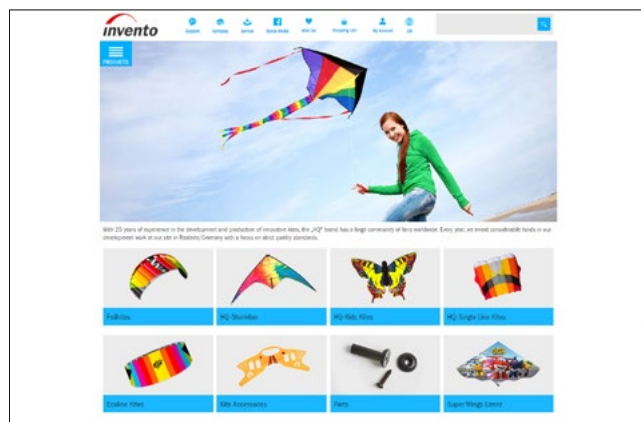 invento
Support
Service
Social Media
Wish list
Shopping cart
My Account
EN
PRODUCTS
With 25 years of experience in the development and production of innovative kites, the „HQ" brand has a large community of fans worldwide. Every year, we invest considerable funds in our
development work at our site in Rastede/Germany with a focus on strict quality standards.
Foilkites
HQ-Stuntkites
HQ-Kids Kites
HQ-Single Line Kites
Ecoline Kites
Kite Accessories
Parts
Super Wings Lizenz